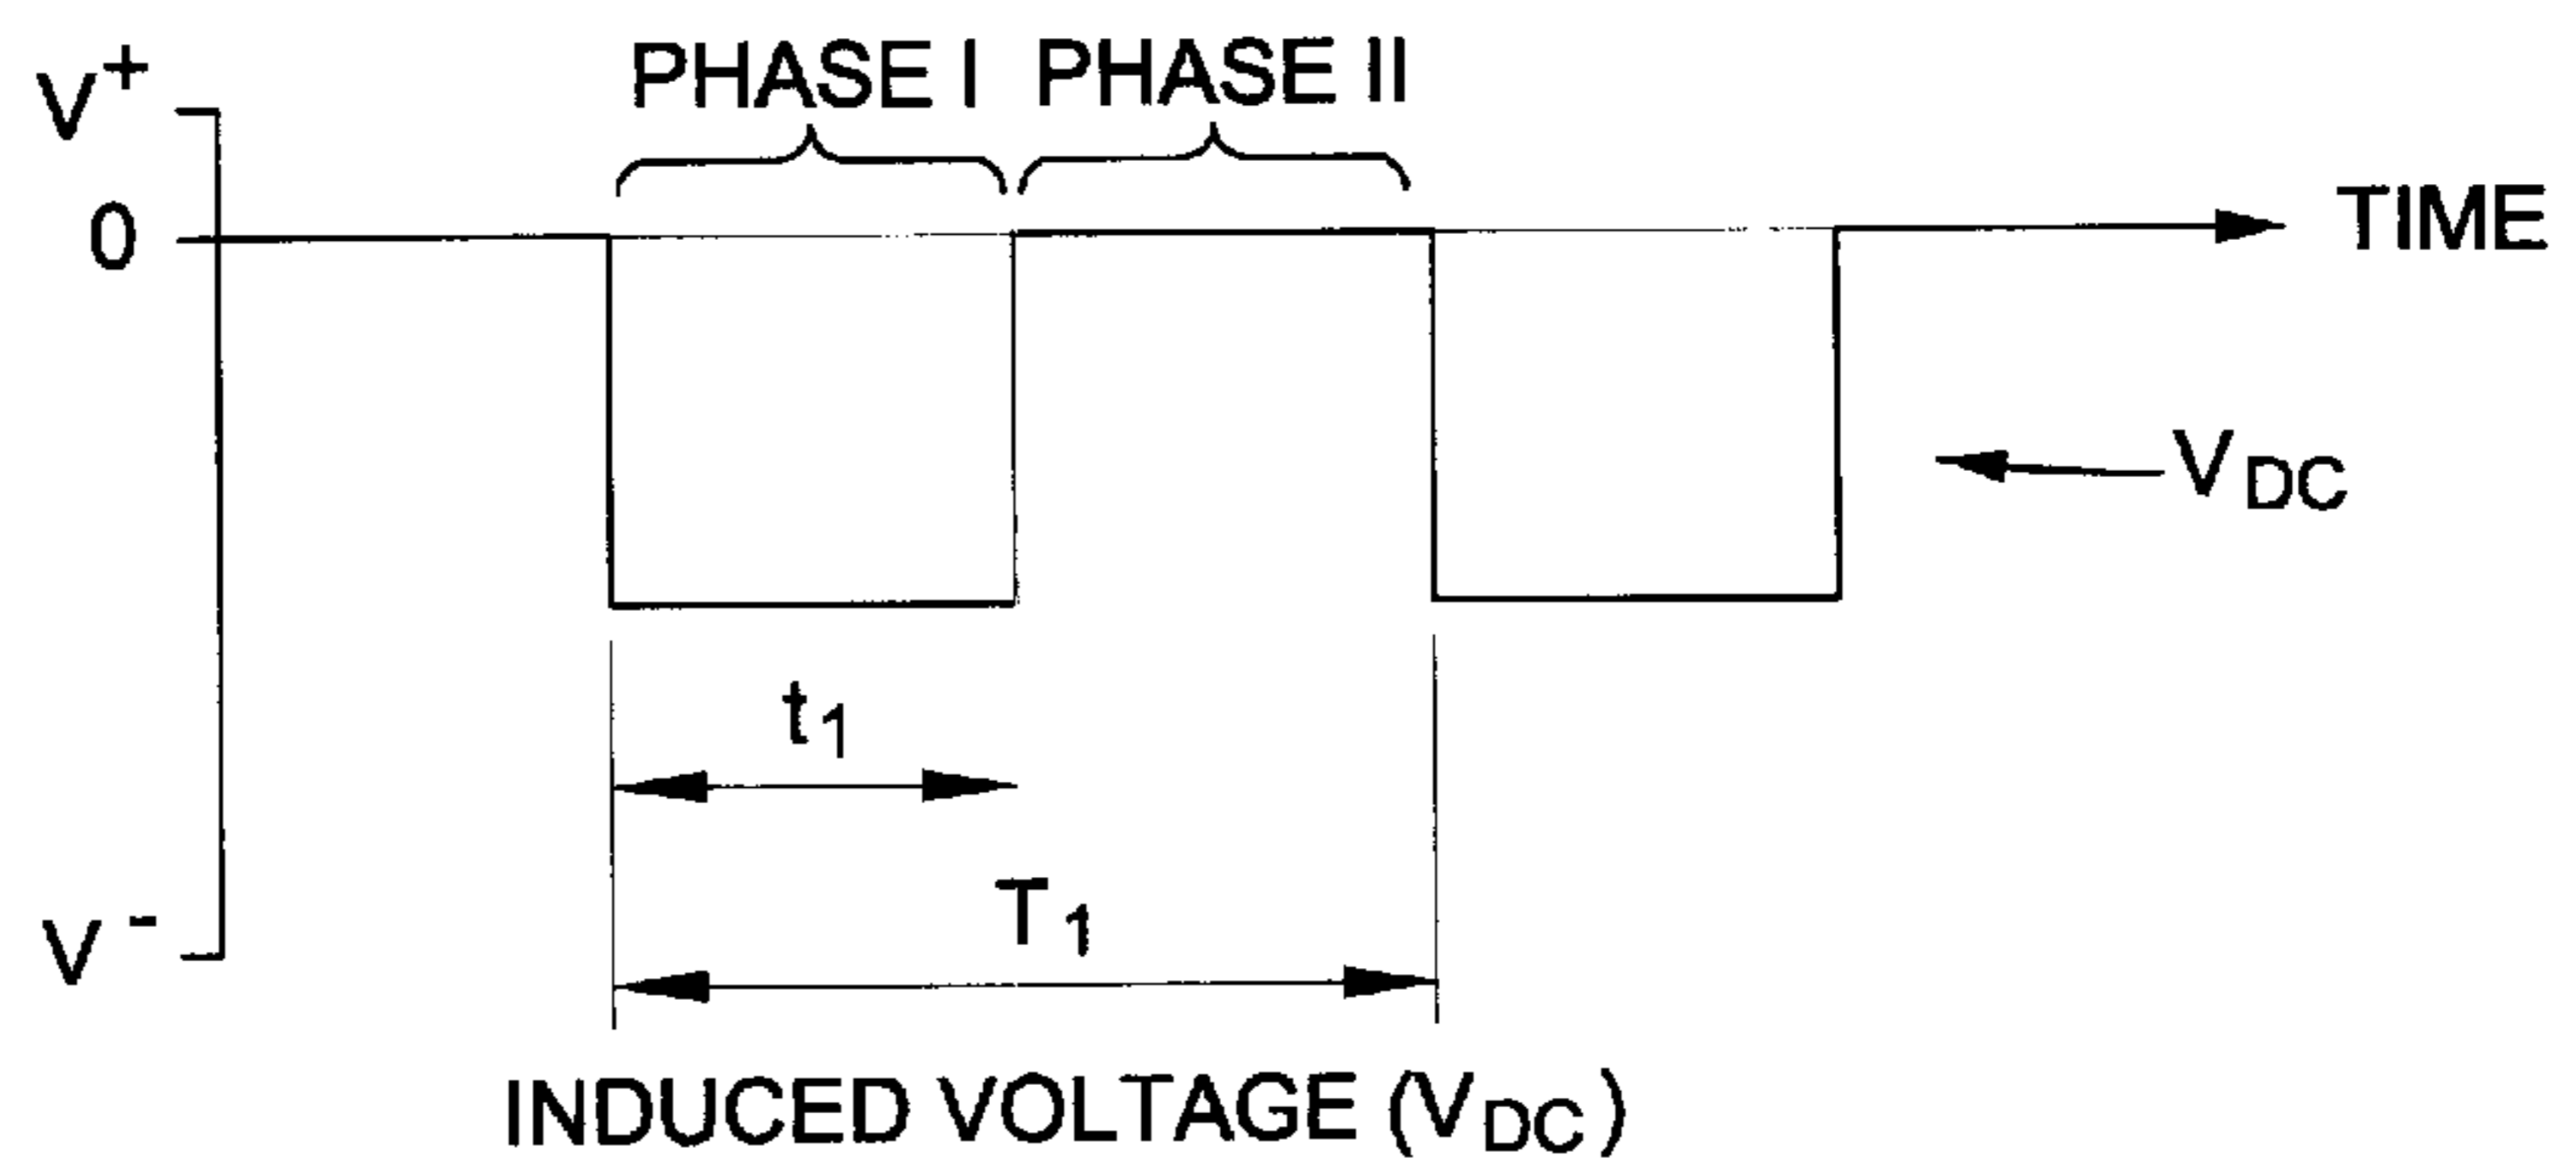 V+
PHASE I PHASE II
0
TIME
VDC
t1
T1
V-
INDUCED VOLTAGE (VDC)